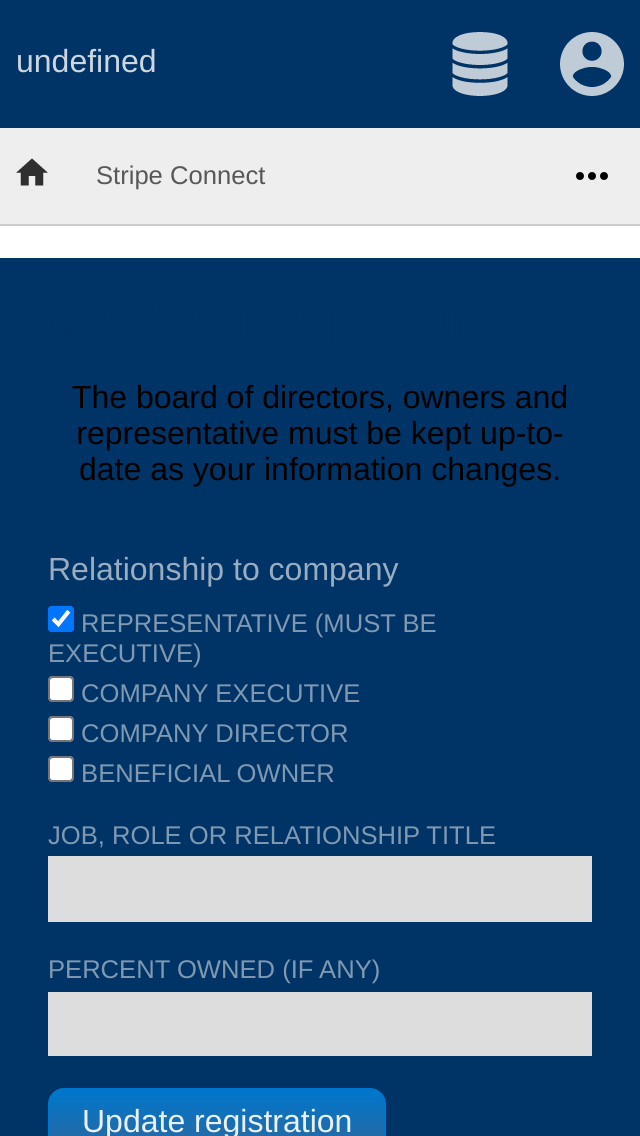 undefined
Stripe Connect
The board of directors, owners and
representative must be kept up-to-
date as your information changes.
Relationship to company
REPRESENTATIVE (MUST BE
EXECUTIVE)
COMPANY EXECUTIVE
COMPANY DIRECTOR
BENEFICIAL OWNER
JOB, ROLE OR RELATIONSHIP TITLE
PERCENT OWNED (IF ANY)
Update registration